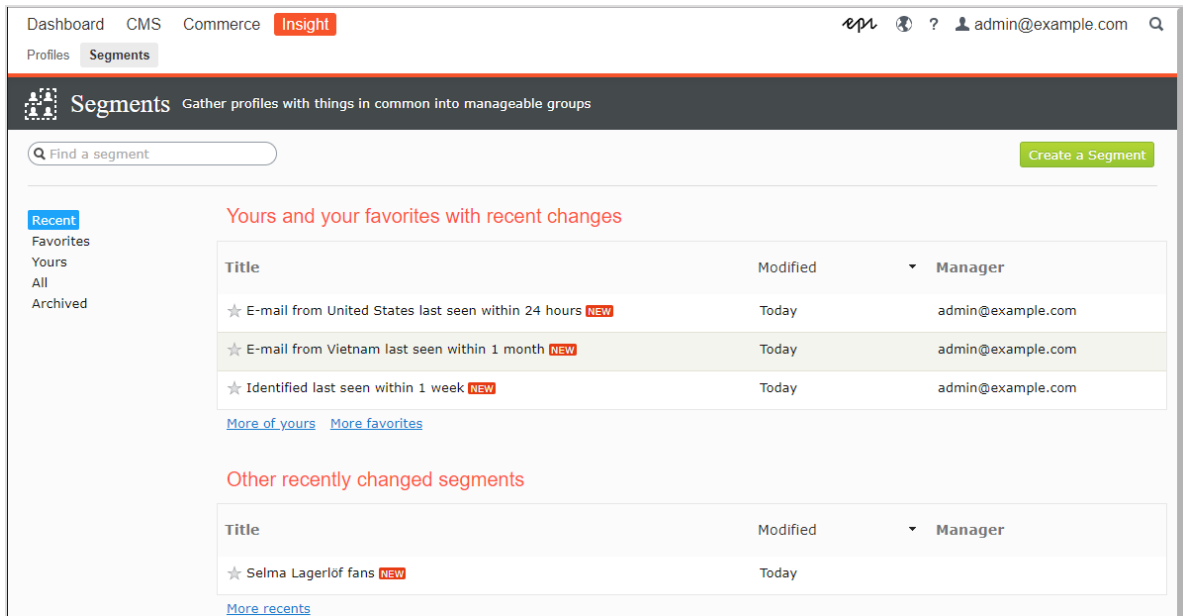 Dashboard CMS Commerce Insight epi ? admin@example.com
Profiles Segments
Segments Gather profiles with things in common into manageable groups
Find a segment Create a Segment
Recent
Favorites
Yours
All
Archived
Yours and your favorites with recent changes
Title Modified Manager
E-mail from United States last seen within 24 hours NEW Today admin@example.com
E-mail from Vietnam last seen within 1 month NEW Today admin@example.com
Identified last seen within 1 week NEW Today admin@example.com
More of yours More favorites
Other recently changed segments
Title Modified Manager
Selma Lagerlöf fans NEW Today
More recents